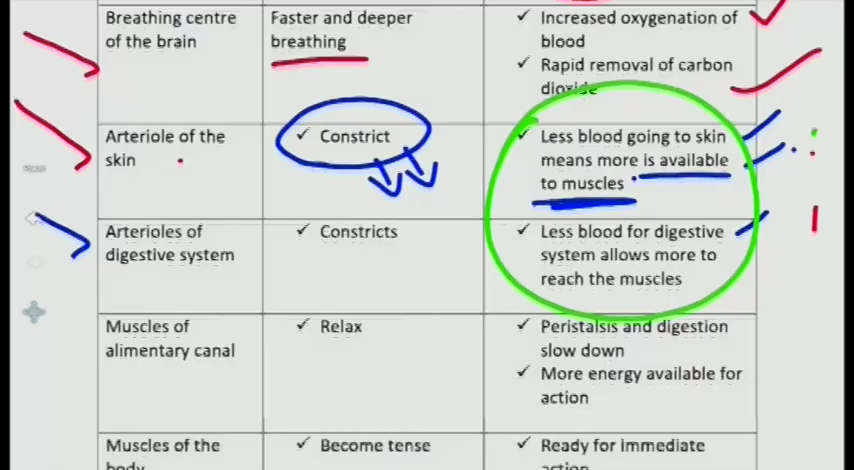 Breathing centre
of the brain
Faster and deeper
breathing
✓ Increased oxygenation of
blood
✓ Rapid removal of carbon
dioxide
Arteriole of the
skin
✓ Constrict
✓ Less blood going to skin
means more is available
to muscles
Arterioles of
digestive system
✓ Constricts
✓ Less blood for digestive
system allows more to
reach the muscles
Muscles of
alimentary canal
✓ Relax
✓ Peristalsis and digestion
slow down
✓ More energy available for
action
Muscles of the
body
✓ Become tense
✓ Ready for immediate
action